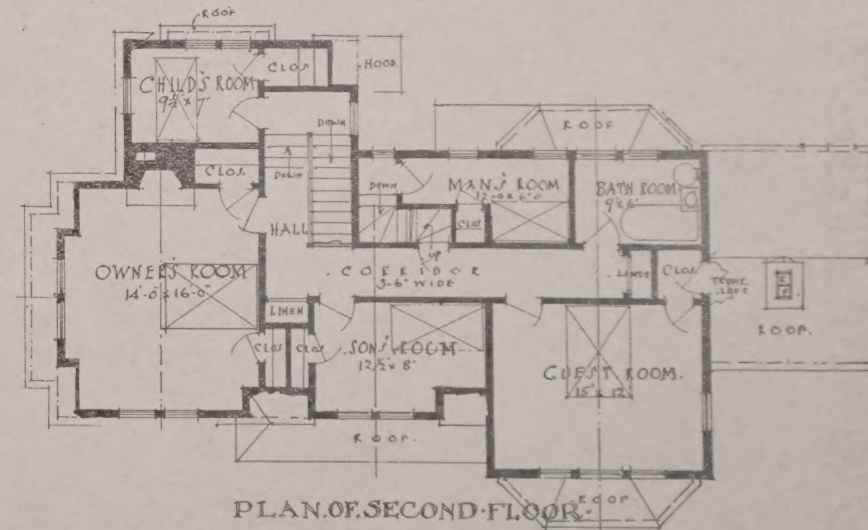 ROOF
CLOS
HOOD
CHILD'S ROOM
9½' x 7'
DOWN
DOWN
CLOS.
ROOF
DOWN
MAN'S ROOM
BATH ROOM
9'x 6'
CLOS
UP
HALL
OWNER'S ROOM
14'-0" x 16'-0"
CORRIDOR
3'-6" WIDE
CLOS.
TRUNK
LOFT
ROOF.
LINEN
CLOS
CLOS
SON'S ROOM
12½' x 8'
GUEST ROOM.
15' x 12'
ROOF.
ROOF.
PLAN.OF.SECOND.FLOOR.